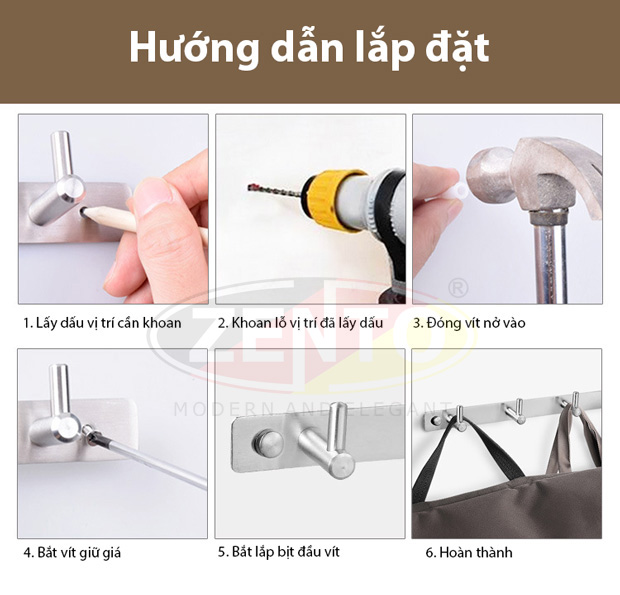 Hướng dẫn lắp đặt
1. Lấy dấu vị trí cần khoan
2. Khoan lỗ vị trí đã lấy dấu
3. Đóng vít nở vào
ZENTO ®
MODERN AND ELEGANT
4. Bắt vít giữ giá
5. Bắt lắp bịt đầu vít
6. Hoàn thành